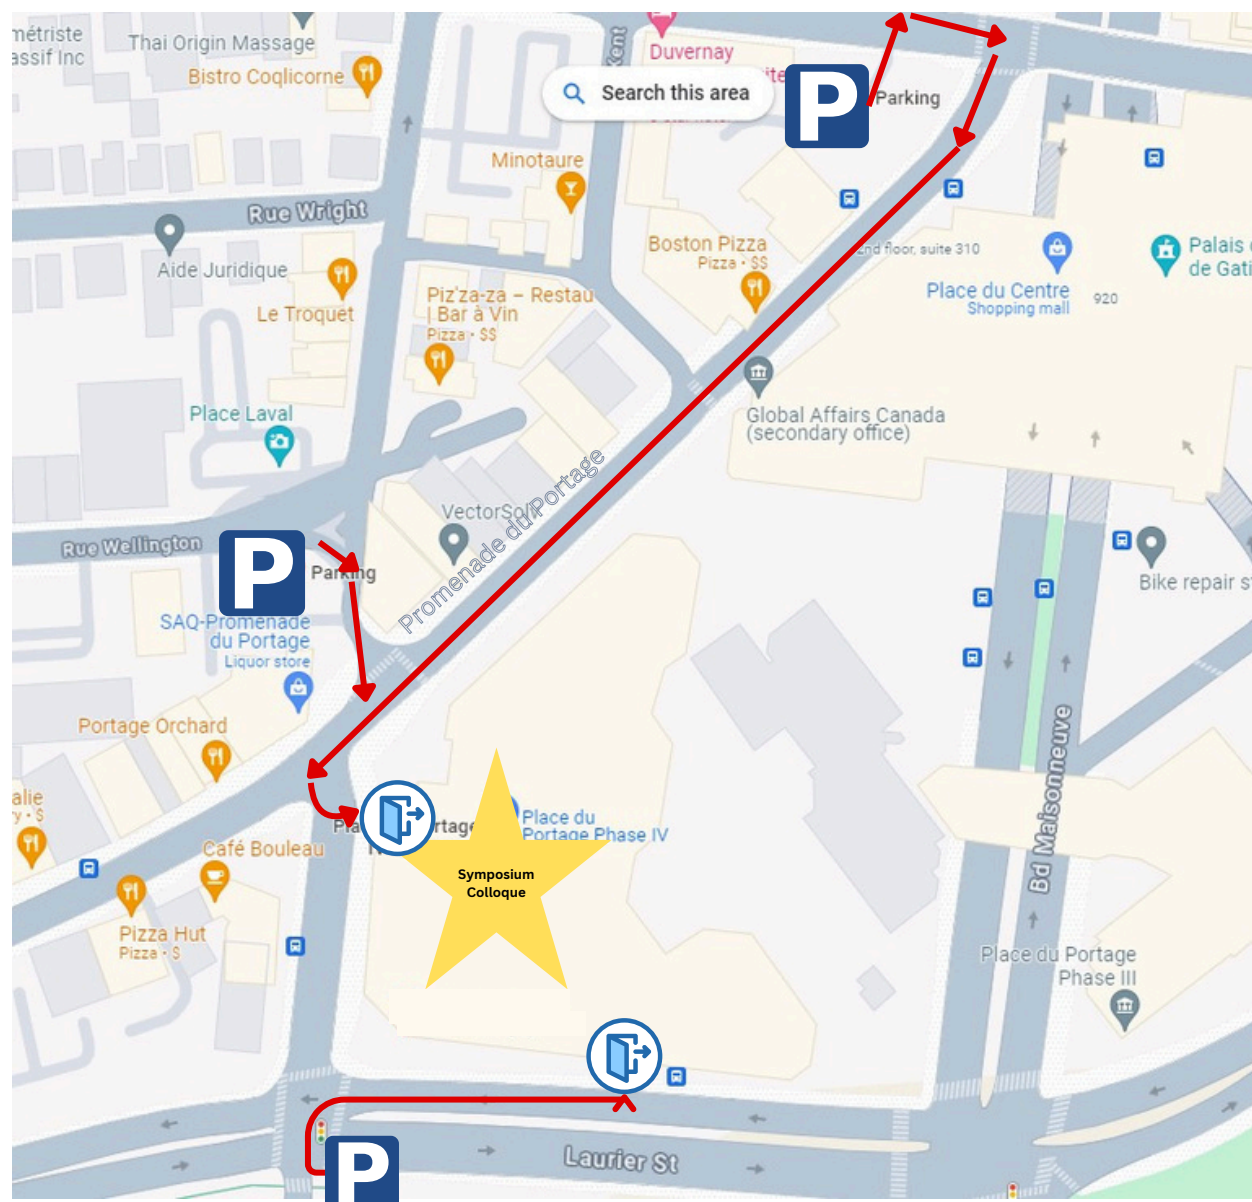 métriste
assif Inc
Thai Origin Massage
Bistro Coqlicorne
Kent
Duvernay
Search this area
P
Parking
Minotaure
Rue Wright
Aide Juridique
Le Troquet
Boston Pizza
Pizza • $$
2nd floor, suite 310
Place du Centre
Shopping mall
920
Palais
de Gati
Piz'za-za – Restau
| Bar à Vin
Pizza • $$
Place Laval
Global Affairs Canada
(secondary office)
VectorSol
Promenade du Portage
Rue Wellington
P
Parking
SAQ-Promenade
du Portage
Liquor store
Bike repair s
Portage Orchard
Bd Maisonneuve
alie
y • $
Café Bouleau
Place du
Portage Phase IV
Symposium
Colloque
Pizza Hut
Pizza • $
Place du Portage
Phase III
P
Laurier St